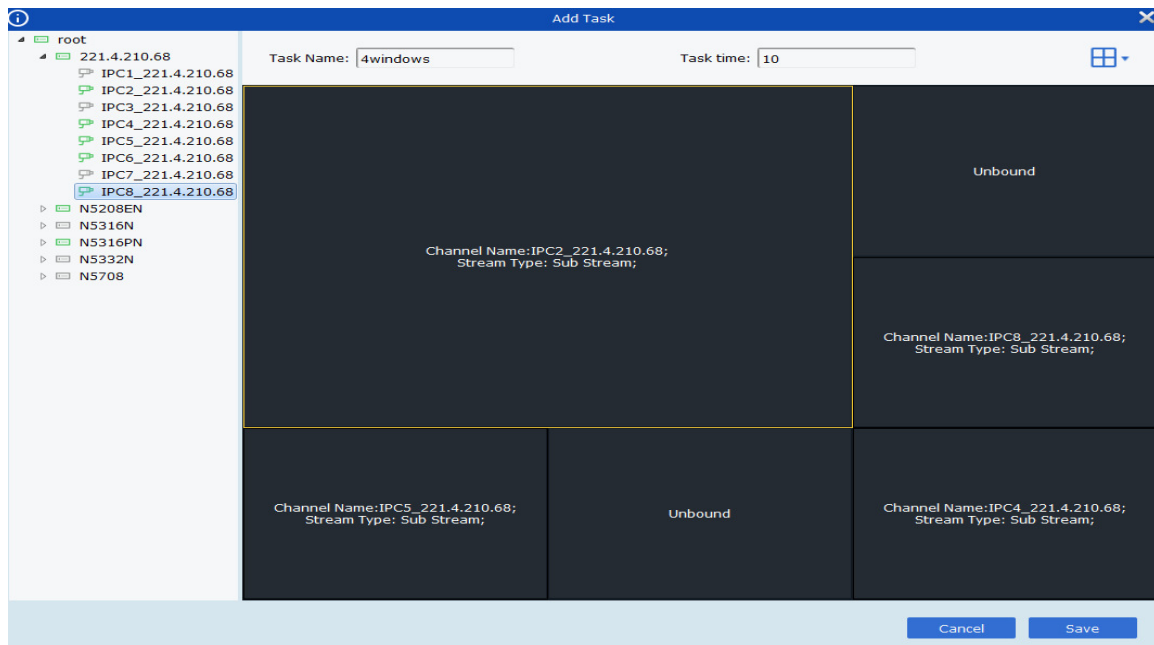 Add Task
root
221.4.210.68
IPC1_221.4.210.68
IPC2_221.4.210.68
IPC3_221.4.210.68
IPC4_221.4.210.68
IPC5_221.4.210.68
IPC6_221.4.210.68
IPC7_221.4.210.68
IPC8_221.4.210.68
N5208EN
N5316N
N5316PN
N5332N
N5708
Task Name: 4windows
Task time: 10
Channel Name:IPC2_221.4.210.68;
Stream Type: Sub Stream;
Unbound
Channel Name:IPC8_221.4.210.68;
Stream Type: Sub Stream;
Channel Name:IPC5_221.4.210.68;
Stream Type: Sub Stream;
Unbound
Channel Name:IPC4_221.4.210.68;
Stream Type: Sub Stream;
Cancel
Save